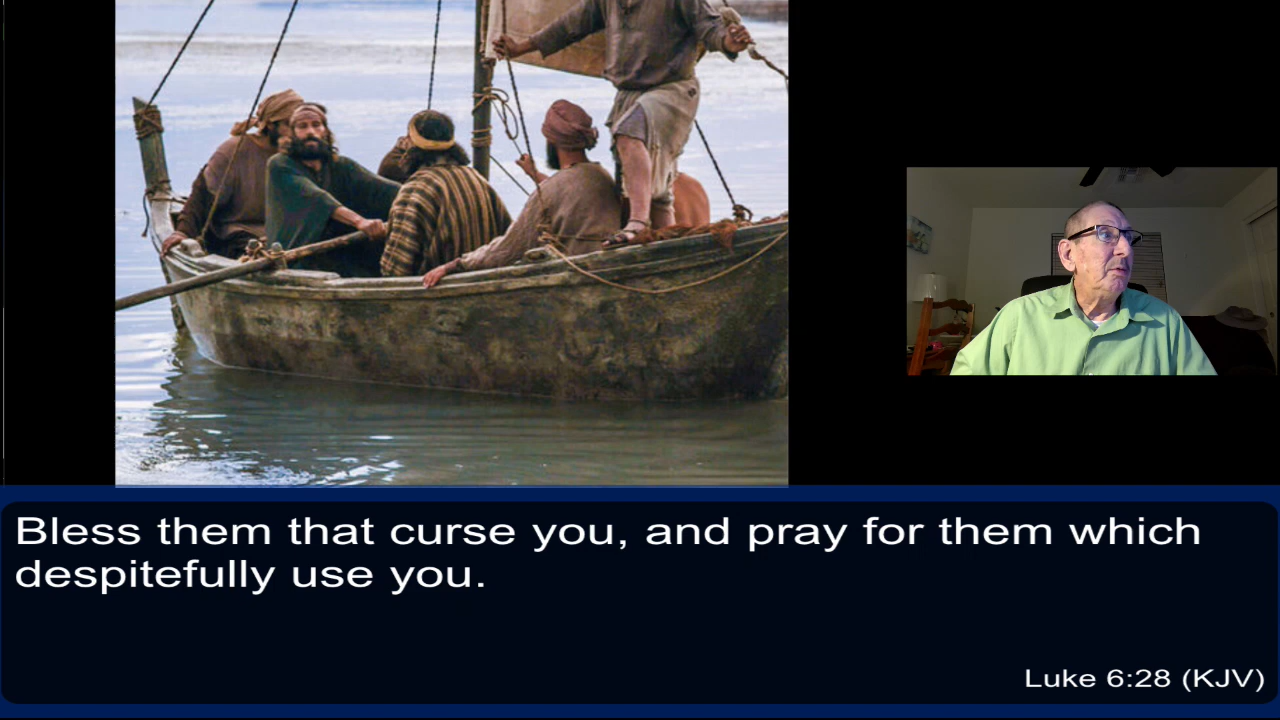 Bless them that curse you, and pray for them which
despitefully use you.
Luke 6:28 (KJV)